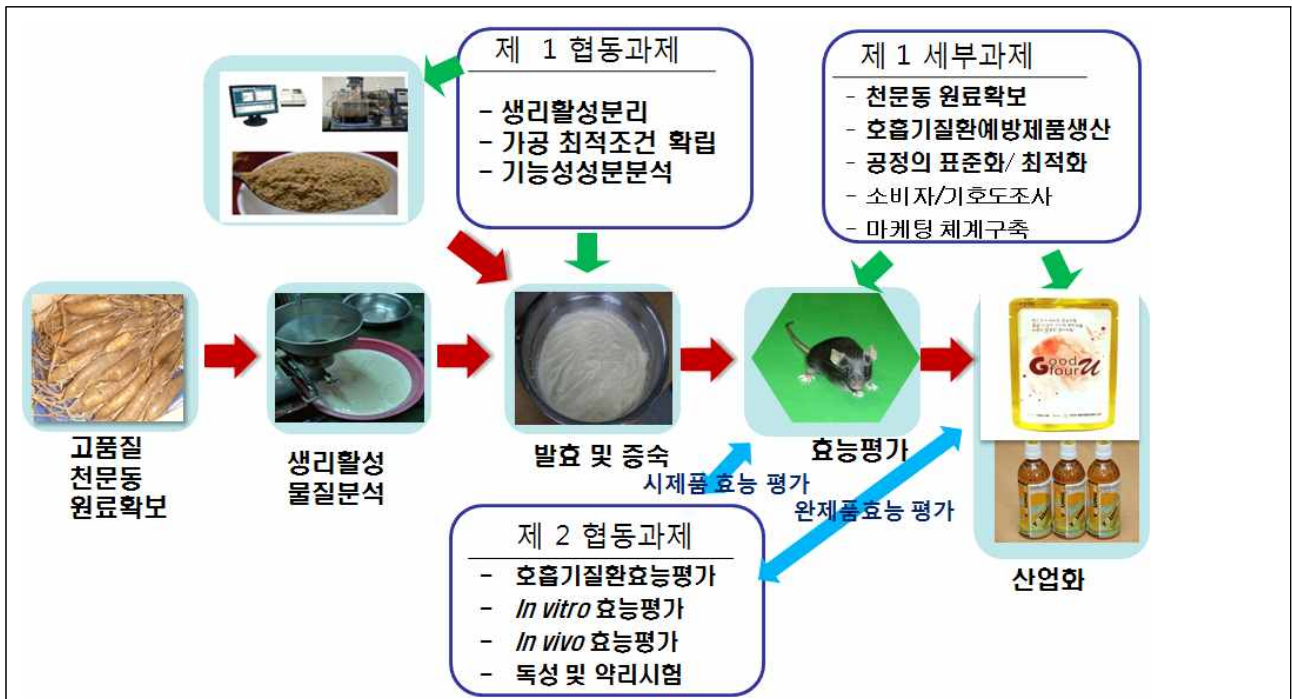 제 1 협동과제
– 생리활성분리
– 가공 최적조건 확립
– 기능성성분분석
제 1 세부과제
- 천문동 원료확보
- 호흡기질환예방제품생산
- 공정의 표준화/ 최적화
- 소비자/기호도조사
- 마케팅 체계구축
고품질
천문동
원료확보
생리활성
물질분석
발효 및 증숙
효능평가
Good
four U
산업화
시제품 효능 평가
완제품효능 평가
제 2 협동과제
– 호흡기질환효능평가
– In vitro 효능평가
– In vivo 효능평가
– 독성 및 약리시험